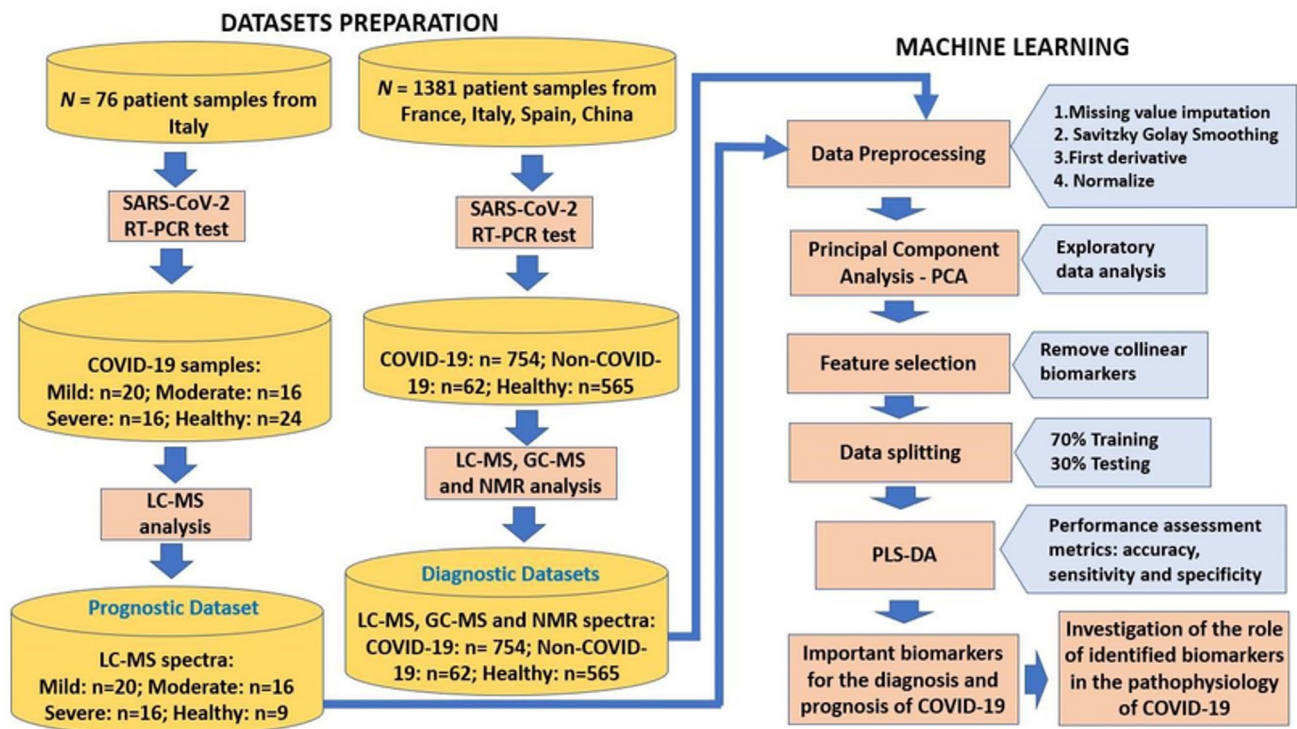 DATASETS PREPARATION
N = 76 patient samples from
Italy
SARS-CoV-2
RT-PCR test
COVID-19 samples:
Mild: n=20; Moderate: n=16
Severe: n=16; Healthy: n=24
LC-MS
analysis
Prognostic Dataset
LC-MS spectra:
Mild: n=20; Moderate: n=16
Severe: n=16; Healthy: n=9
N = 1381 patient samples from
France, Italy, Spain, China
SARS-CoV-2
RT-PCR test
COVID-19: n= 754; Non-COVID-
19: n=62; Healthy: n=565
LC-MS, GC-MS
and NMR analysis
Diagnostic Datasets
LC-MS, GC-MS and NMR spectra:
COVID-19: n= 754; Non-COVID-
19: n=62; Healthy: n=565
MACHINE LEARNING
Data Preprocessing
1.Missing value imputation
2. Savitzky Golay Smoothing
3.First derivative
4. Normalize
Principal Component
Analysis - PCA
Exploratory
data analysis
Feature selection
Remove collinear
biomarkers
Data splitting
70% Training
30% Testing
PLS-DA
Performance assessment
metrics: accuracy,
sensitivity and specificity
Important biomarkers
for the diagnosis and
prognosis of COVID-19
Investigation of the role
of identified biomarkers
in the pathophysiology
of COVID-19